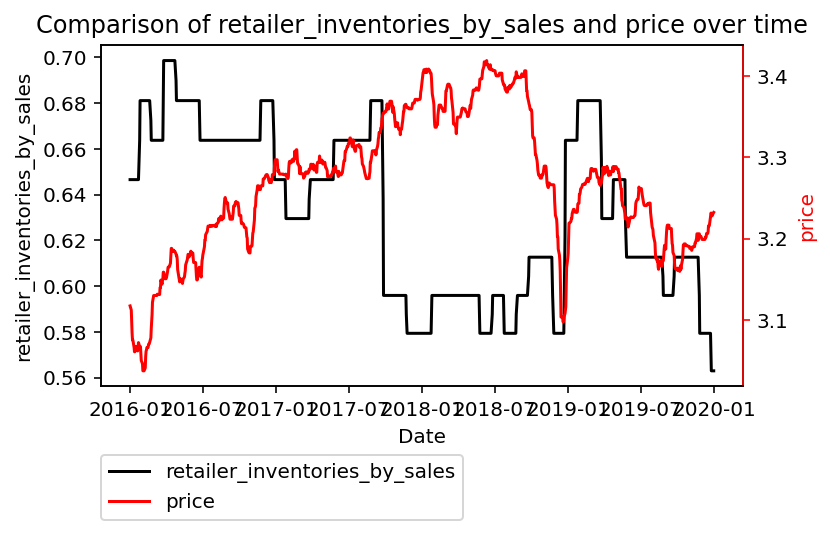 Comparison of retailer_inventories_by_sales and price over time
retailer_inventories_by_sales
0.70
0.68
0.66
0.64
0.62
0.60
0.58
0.56
3.4
3.3
3.2
3.1
price
2016-01 2016-07 2017-01 2017-07 2018-01 2018-07 2019-01 2019-07 2020-01
Date
retailer_inventories_by_sales
price